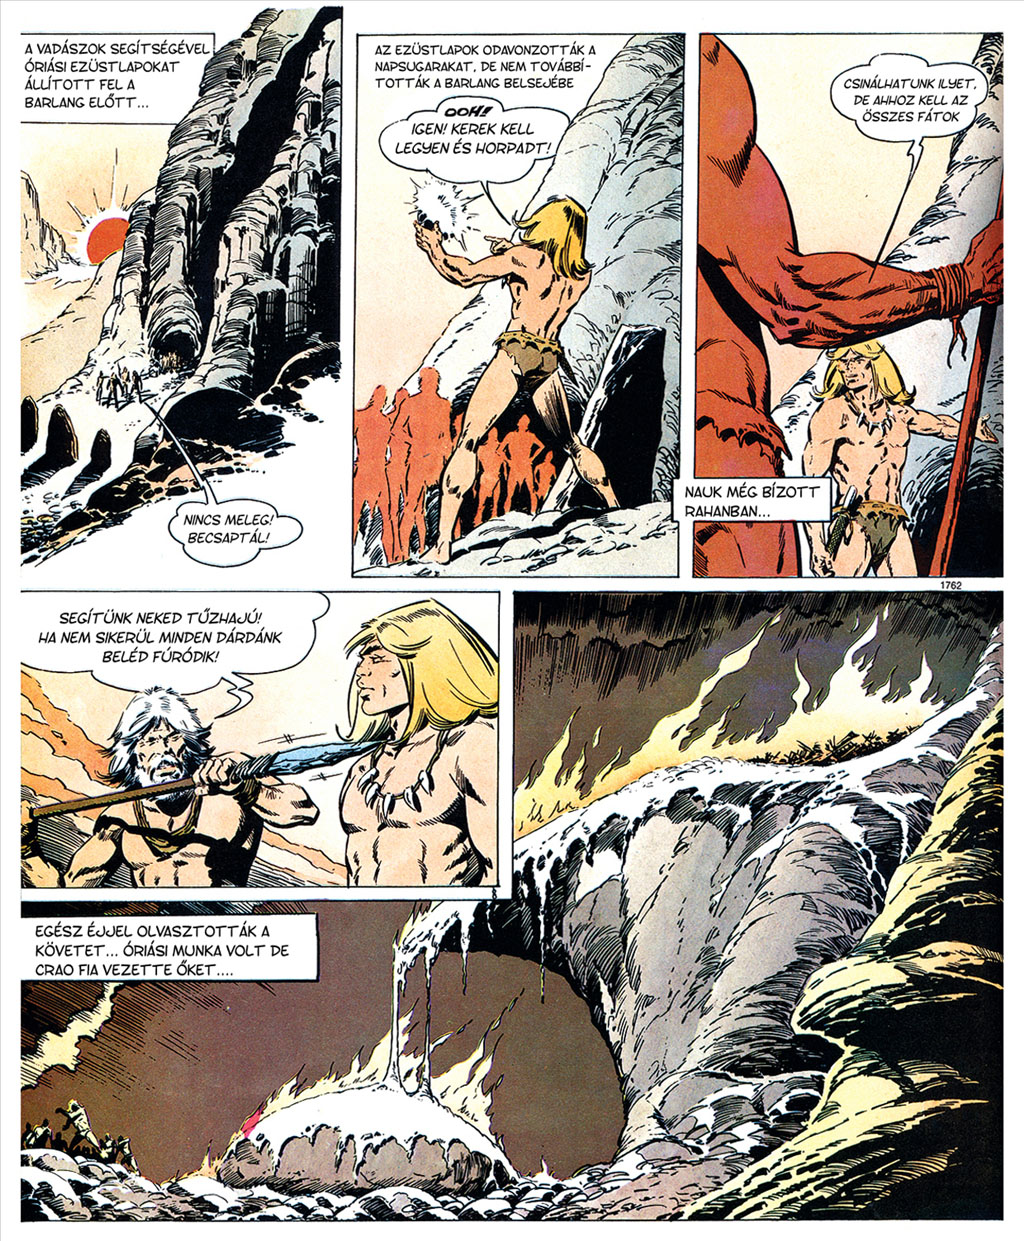 A VADÁSZOK SEGÍTSÉGÉVEL
ÓRIÁSI EZÜSTLAPOKAT
ÁLLÍTOTT FEL A
BARLANG ELŐTT...
NINCS MELEG!
BECSAPTÁL!
AZ EZÜSTLAPOK ODAVONZOTTÁK A
NAPSUGARAKAT, DE NEM TOVÁBBÍ-
TOTTÁK A BARLANG BELSEJÉBE
OOH!
IGEN! KEREK KELL
LEGYEN ÉS HORPADT!
CSINÁLHATUNK ILYET,
DE AHHOZ KELL AZ
ÖSSZES FÁTOK
NAUK MÉG BÍZOTT
RAHANBAN...
1762
SEGÍTÜNK NEKED TŰZHAJÚ!
HA NEM SIKERÜL MINDEN DÁRDÁNK
BELÉD FÚRÓDIK!
EGÉSZ ÉJJEL OLVASZTOTTÁK A
KÖVETET... ÓRIÁSI MUNKA VOLT DE
CRAO FIA VEZETTE ŐKET....